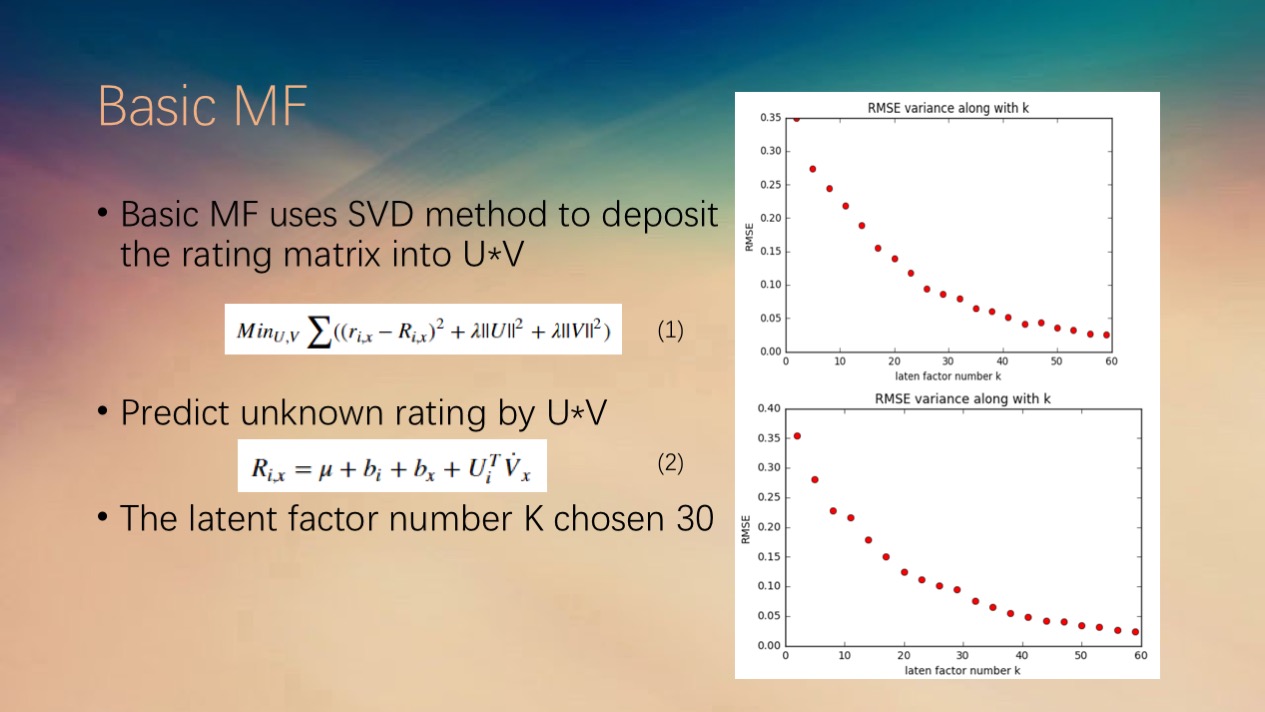 Basic MF
• Basic MF uses SVD method to deposit
the rating matrix into U*V
Min_{U,V} ∑((r_{i,x} − R_{i,x})² + λ||U||² + λ||V||²)
(1)
• Predict unknown rating by U*V
R_{i,x} = μ + b_i + b_x + U_i^T V̇_x
(2)
• The latent factor number K chosen 30
RMSE variance along with k
0.35
0.30
0.25
0.20
0.15
0.10
0.05
0.00
RMSE
0 10 20 30 40 50 60
laten factor number k
RMSE variance along with k
0.40
0.35
0.30
0.25
0.20
0.15
0.10
0.05
0.00
RMSE
0 10 20 30 40 50 60
laten factor number k